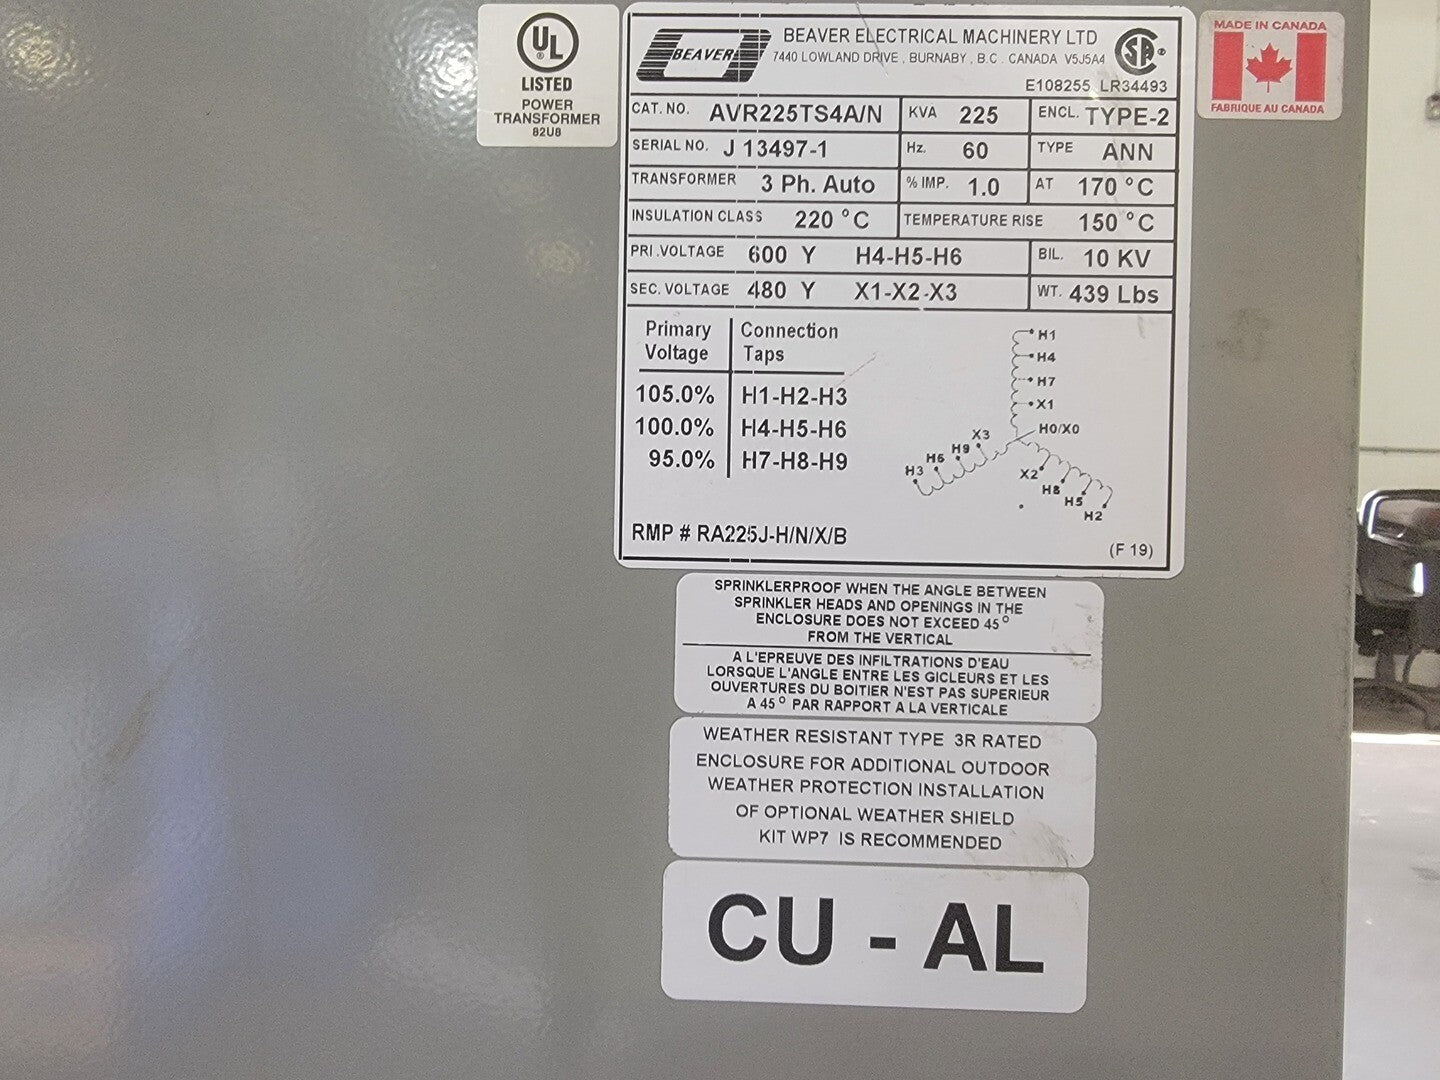 UL
LISTED
POWER
TRANSFORMER
82U8
BEAVER
BEAVER ELECTRICAL MACHINERY LTD
7440 LOWLAND DRIVE , BURNABY , B.C . CANADA V5J5A4
E108255 LR34493
MADE IN CANADA
FABRIQUE AU CANADA
CAT. NO. AVR225TS4A/N KVA 225 ENCL. TYPE-2
SERIAL NO. J 13497-1 Hz. 60 TYPE ANN
TRANSFORMER 3 Ph. Auto % IMP. 1.0 AT 170 °C
INSULATION CLASS 220 °C TEMPERATURE RISE 150 °C
PRI .VOLTAGE 600 Y H4-H5-H6 BIL. 10 KV
SEC. VOLTAGE 480 Y X1-X2-X3 WT. 439 Lbs
Primary Connection
Voltage Taps
105.0% H1-H2-H3
100.0% H4-H5-H6
95.0% H7-H8-H9
H1
H4
H7
X1
H0/X0
X3
H9
H6
H3
X2
H8
H5
H2
RMP # RA225J-H/N/X/B
(F 19)
SPRINKLERPROOF WHEN THE ANGLE BETWEEN
SPRINKLER HEADS AND OPENINGS IN THE
ENCLOSURE DOES NOT EXCEED 45°
FROM THE VERTICAL
A L'EPREUVE DES INFILTRATIONS D'EAU
LORSQUE L'ANGLE ENTRE LES GICLEURS ET LES
OUVERTURES DU BOITIER N'EST PAS SUPERIEUR
A 45° PAR RAPPORT A LA VERTICALE
WEATHER RESISTANT TYPE 3R RATED
ENCLOSURE FOR ADDITIONAL OUTDOOR
WEATHER PROTECTION INSTALLATION
OF OPTIONAL WEATHER SHIELD
KIT WP7 IS RECOMMENDED
CU - AL